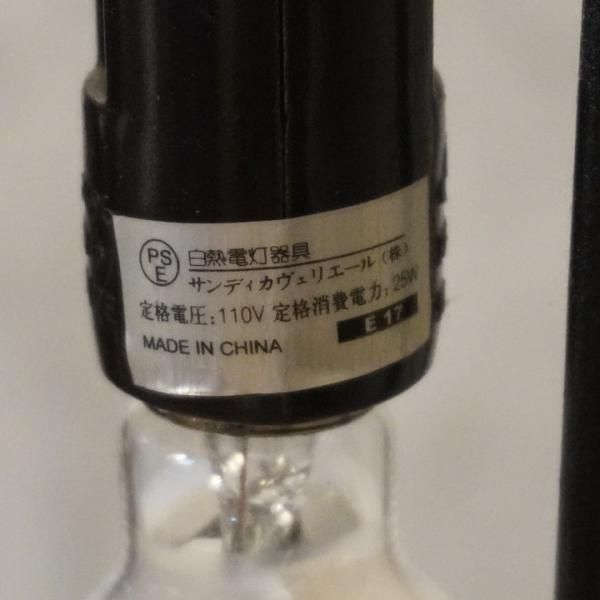 PS
E
白熱電灯器具
サンディカヴェリエール（株）
定格電圧：110V 定格消費電力：25W
E 17
MADE IN CHINA